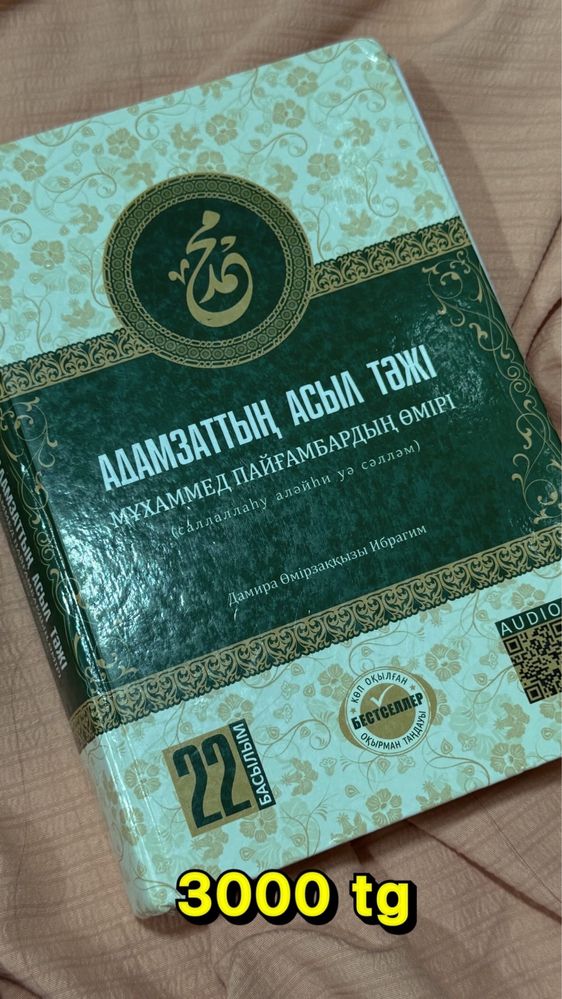 محمد
АДАМЗАТТЫҢ АСЫЛ ТӘЖІ
МҰХАММЕД ПАЙҒАМБАРДЫҢ ӨМІРІ
(саллаллаһу аләйһи уә сәлләм)
Дамира Өмірзаққызы Ибрагим
AUDIO
КӨП ОҚЫЛҒАН
БЕСТСЕЛЛЕР
ОҚЫРМАН ТАҢДАУЫ
22
БАСЫЛЫМ
АДАМЗАТТЫҢ АСЫЛ ТӘЖІ
3000 tg